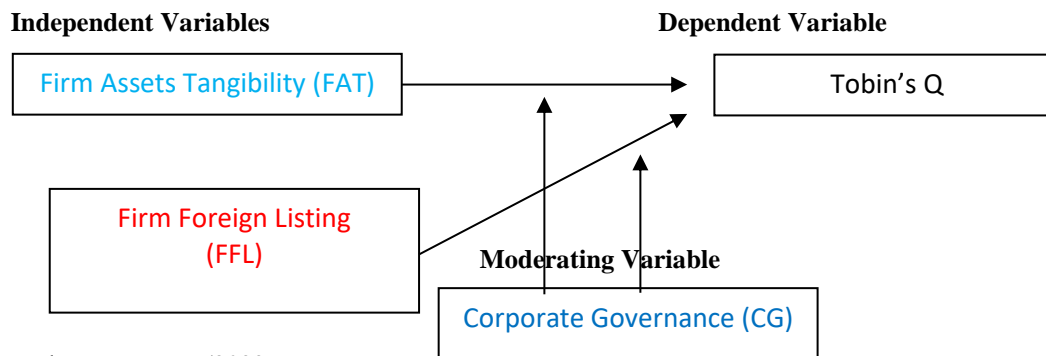 Independent Variables
Dependent Variable
Firm Assets Tangibility (FAT)
Tobin’s Q
Firm Foreign Listing
(FFL)
Moderating Variable
Corporate Governance (CG)